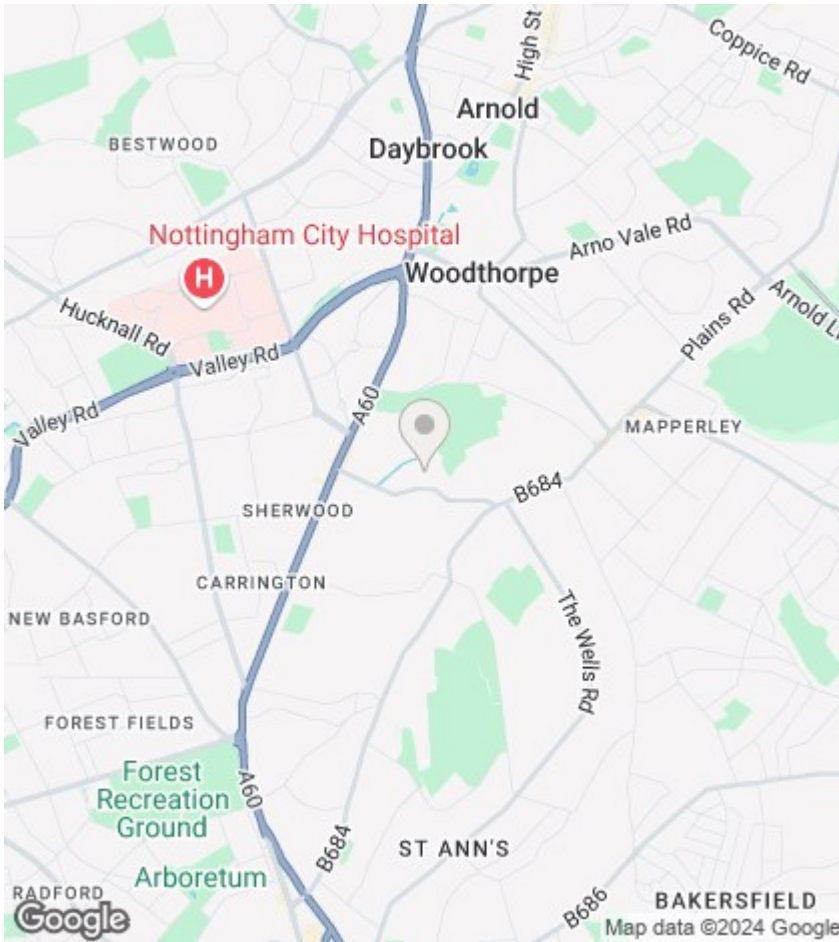 Coppice Rd
High St
Arnold
BESTWOOD
Daybrook
Nottingham City Hospital
H
Arno Vale Rd
Woodthorpe
Hucknall Rd
Plains Rd
Arnold L
Valley Rd
Valley Rd
A60
MAPPERLEY
B684
SHERWOOD
CARRINGTON
NEW BASFORD
The Wells Rd
FOREST FIELDS
Forest
Recreation
Ground
A60
B684
ST ANN'S
Arboretum
RADFORD
B686
BAKERSFIELD
Google
Map data ©2024 Google